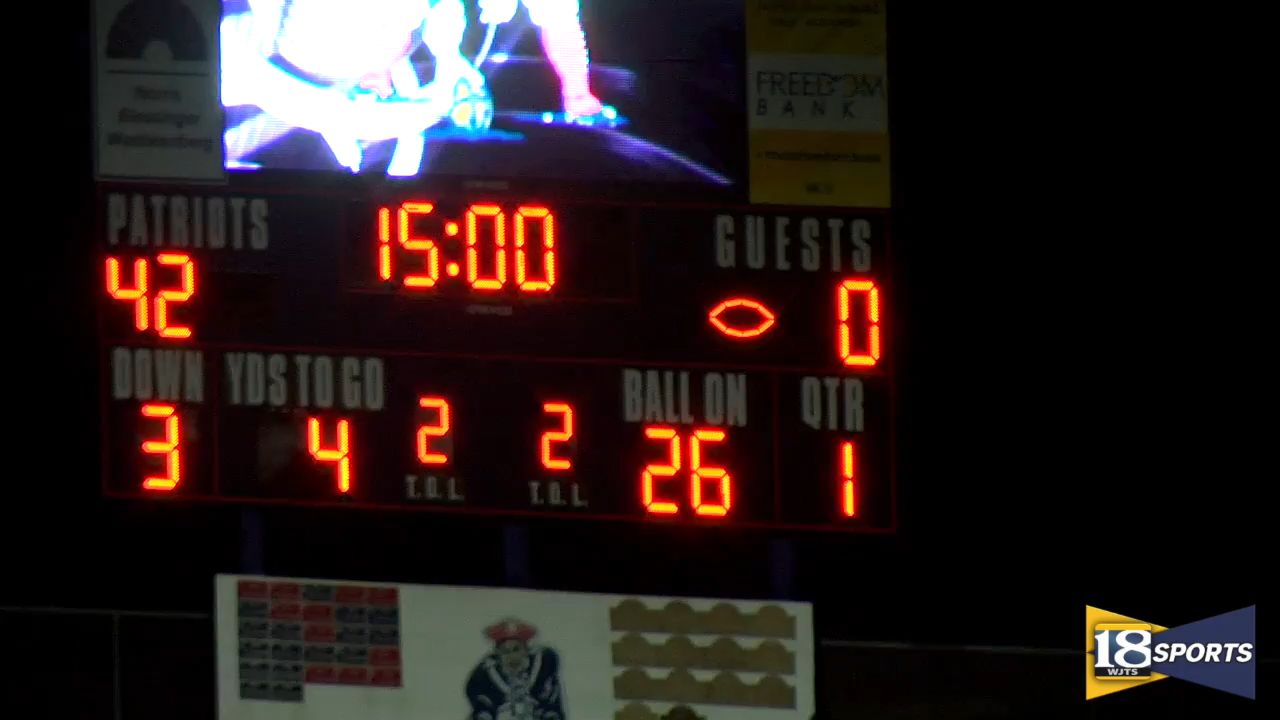 FREEDOM
BANK
PATRIOTS
15:00
GUESTS
42
0
DOWN
YDS TO GO
BALL ON
QTR
3
4
2
2
26
1
T.O.L.
T.O.L.
18 SPORTS
WJTS